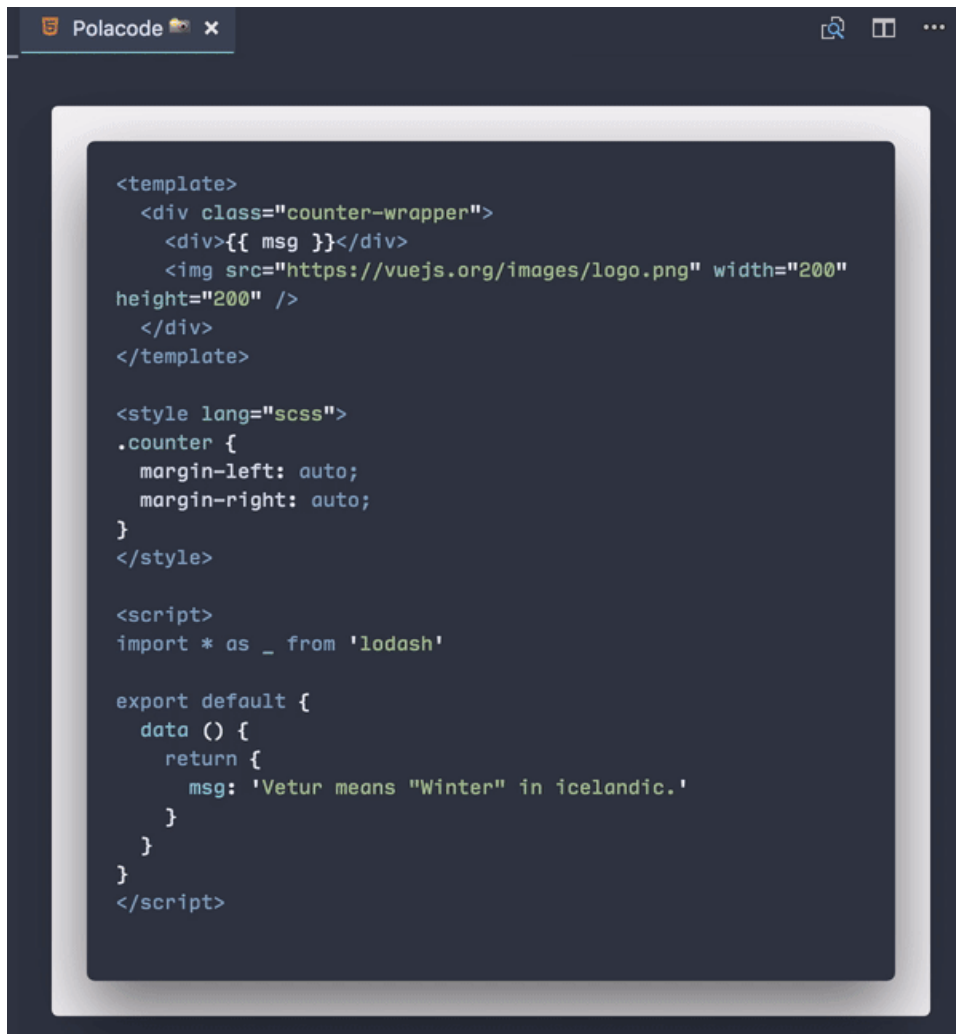 Polacode
<template>
  <div class="counter-wrapper">
    <div>{{ msg }}</div>
    <img src="https://vuejs.org/images/logo.png" width="200"
height="200" />
  </div>
</template>

<style lang="scss">
.counter {
  margin-left: auto;
  margin-right: auto;
}
</style>

<script>
import * as _ from 'lodash'

export default {
  data () {
    return {
      msg: 'Vetur means "Winter" in icelandic.'
    }
  }
}
</script>